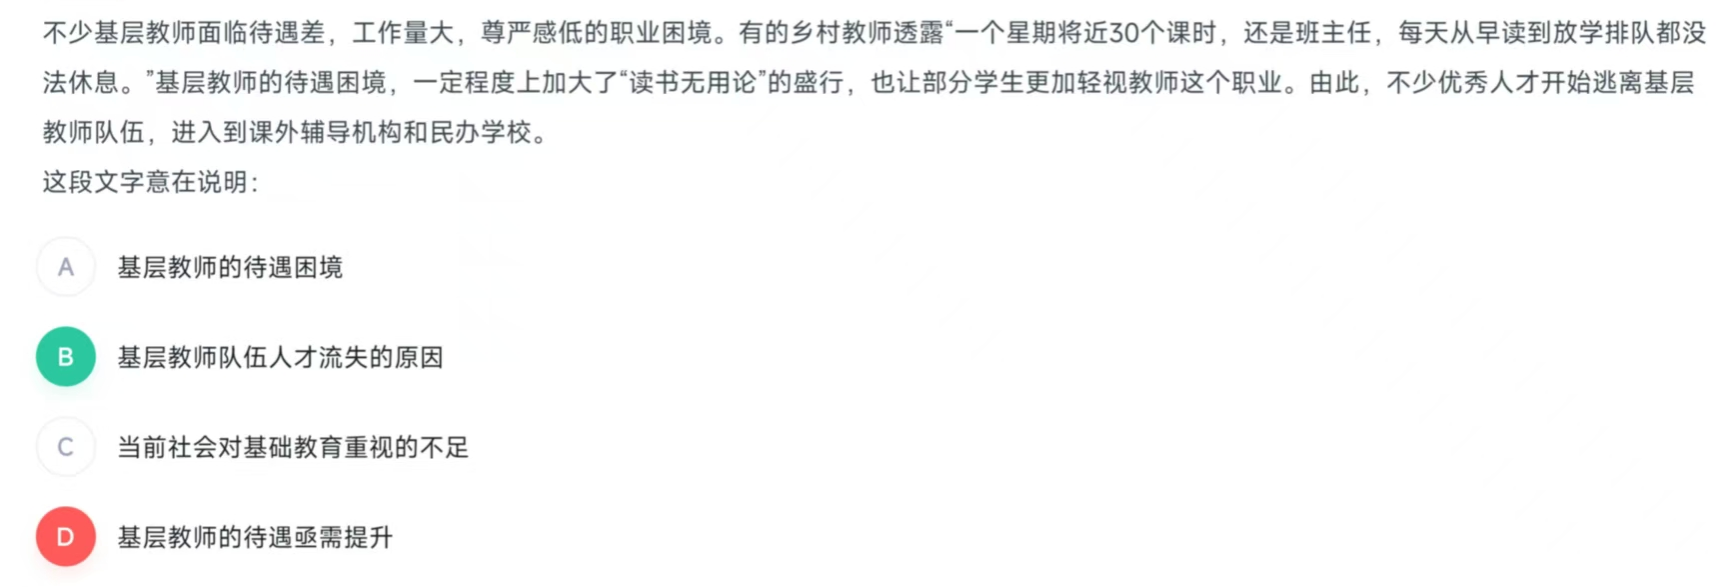 不少基层教师面临待遇差，工作量大，尊严感低的职业困境。有的乡村教师透露“一个星期将近30个课时，还是班主任，每天从早读到放学排队都没
法休息。”基层教师的待遇困境，一定程度上加大了“读书无用论”的盛行，也让部分学生更加轻视教师这个职业。由此，不少优秀人才开始逃离基层
教师队伍，进入到课外辅导机构和民办学校。
这段文字意在说明：
A 基层教师的待遇困境
B 基层教师队伍人才流失的原因
C 当前社会对基础教育重视的不足
D 基层教师的待遇亟需提升